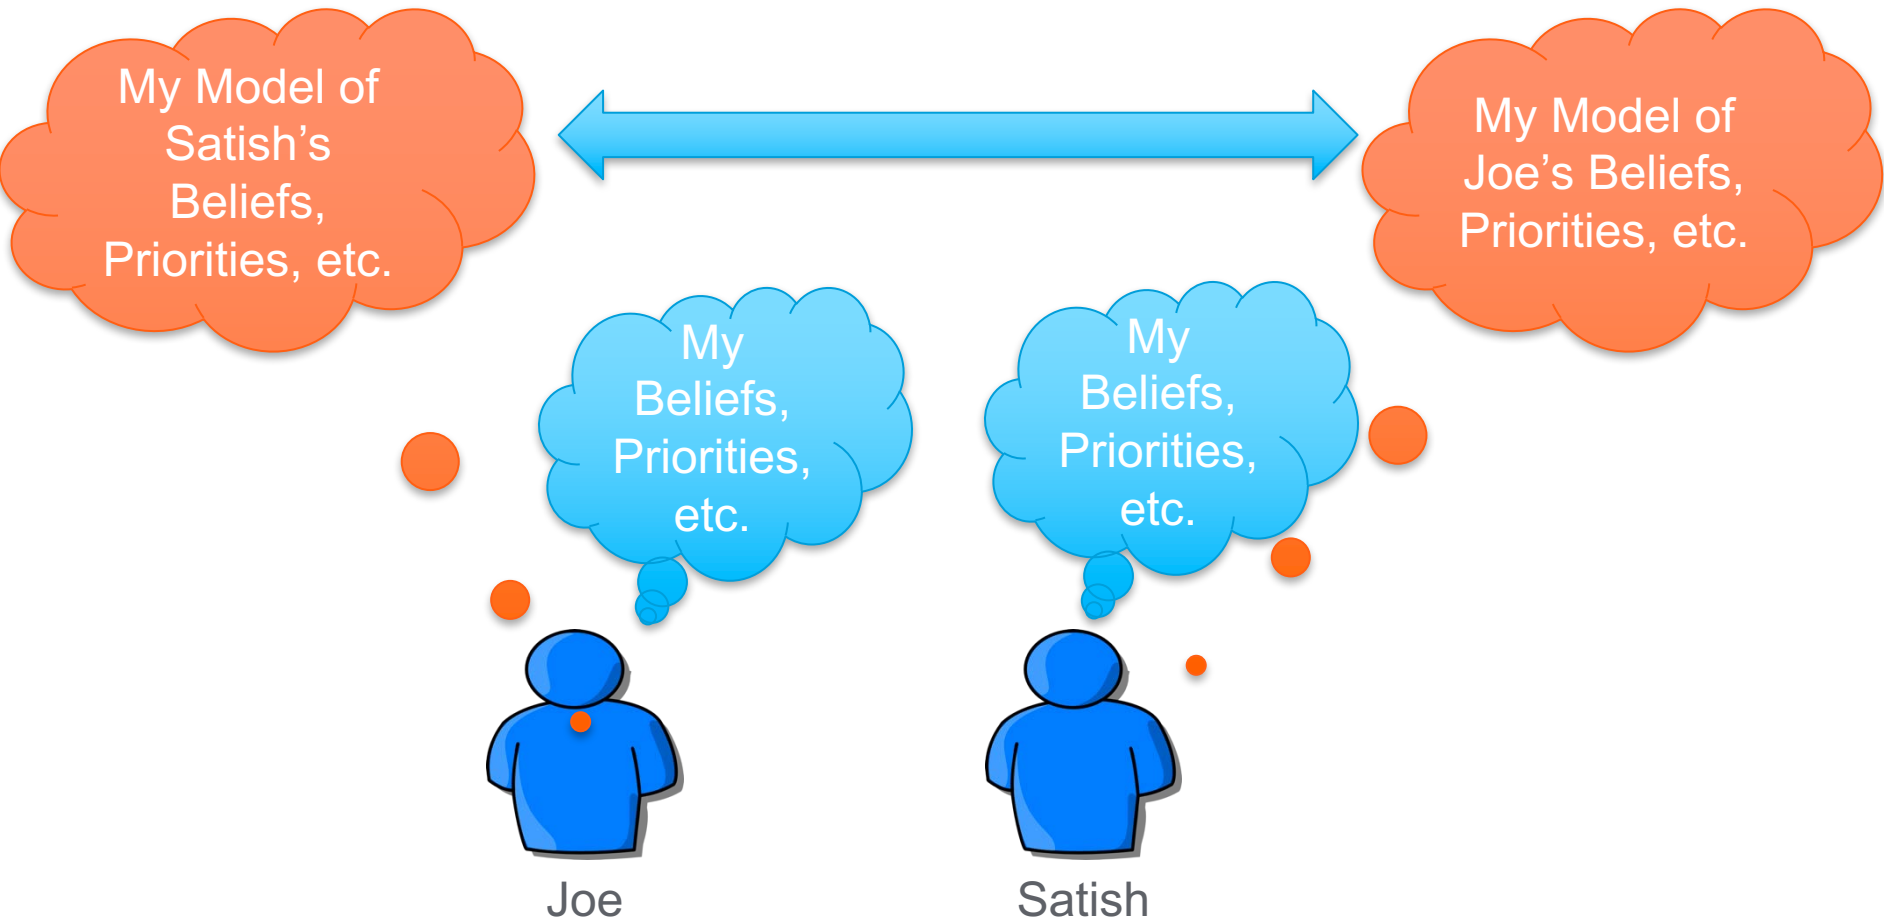 My Model of
Satish’s
Beliefs,
Priorities, etc.
My Model of
Joe’s Beliefs,
Priorities, etc.
My
Beliefs,
Priorities,
etc.
My
Beliefs,
Priorities,
etc.
Joe
Satish